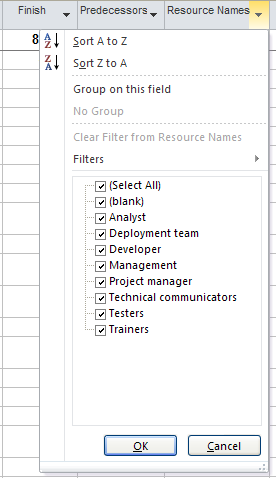 Finish Predecessors Resource Names
8
A Z Sort A to Z
Z A Sort Z to A
Group on this field
No Group
Clear Filter from Resource Names
Filters
(Select All)
(blank)
Analyst
Deployment team
Developer
Management
Project manager
Technical communicators
Testers
Trainers
OK Cancel